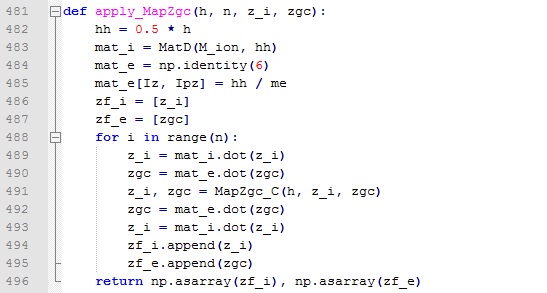 481 def apply_MapZgc(h, n, z_i, zgc):
482     hh = 0.5 * h
483     mat_i = MatD(M_ion, hh)
484     mat_e = np.identity(6)
485     mat_e[Iz, Ipz] = hh / me
486     zf_i = [z_i]
487     zf_e = [zgc]
488     for i in range(n):
489         z_i = mat_i.dot(z_i)
490         zgc = mat_e.dot(zgc)
491         z_i, zgc = MapZgc_C(h, z_i, zgc)
492         zgc = mat_e.dot(zgc)
493         z_i = mat_i.dot(z_i)
494         zf_i.append(z_i)
495         zf_e.append(zgc)
496     return np.asarray(zf_i), np.asarray(zf_e)